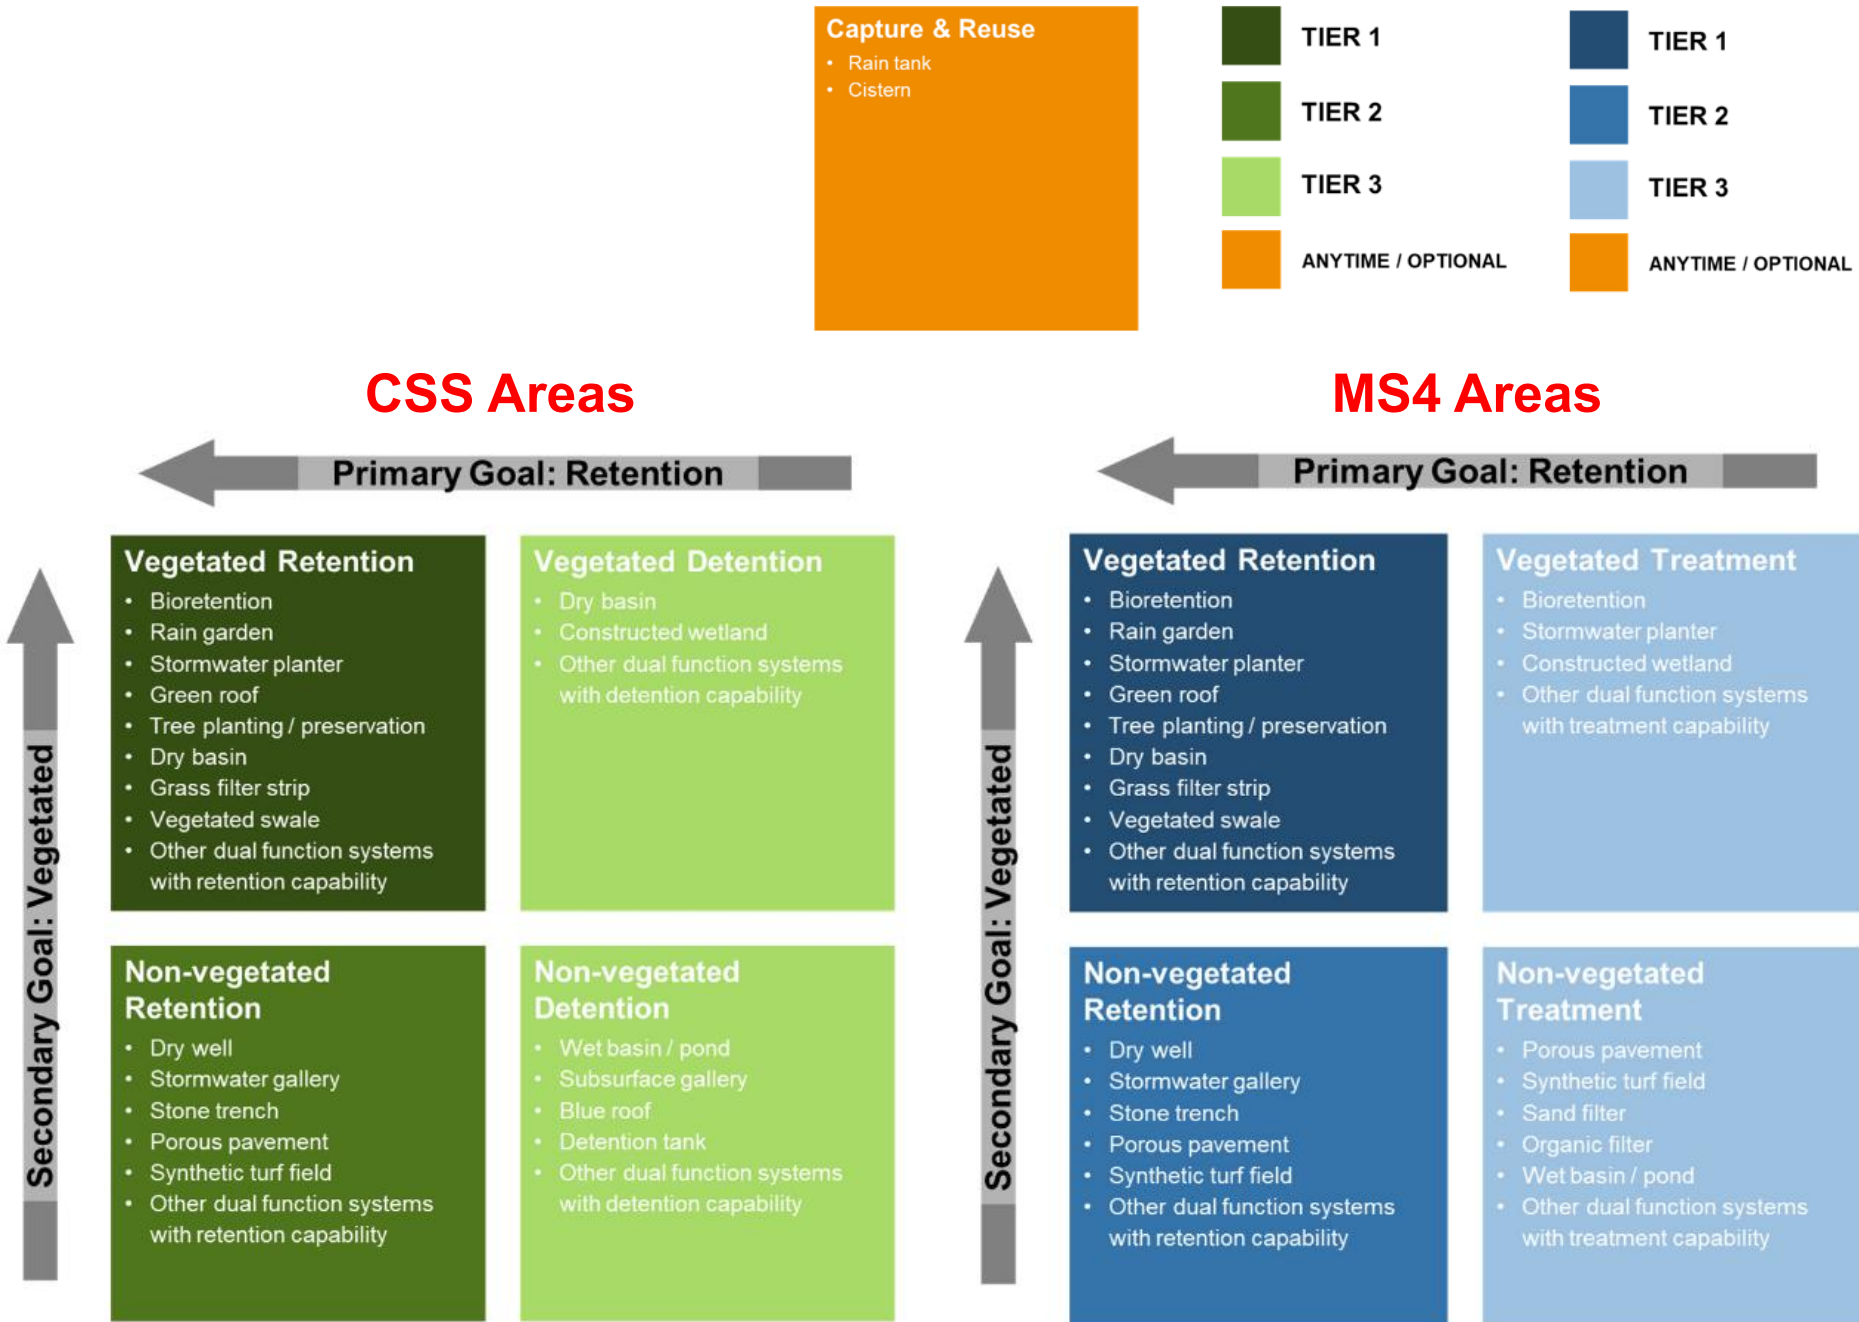 Capture & Reuse
• Rain tank
• Cistern
TIER 1
TIER 2
TIER 3
ANYTIME / OPTIONAL
TIER 1
TIER 2
TIER 3
ANYTIME / OPTIONAL
CSS Areas
Primary Goal: Retention
Secondary Goal: Vegetated
Vegetated Retention
• Bioretention
• Rain garden
• Stormwater planter
• Green roof
• Tree planting / preservation
• Dry basin
• Grass filter strip
• Vegetated swale
• Other dual function systems
with retention capability
Vegetated Detention
• Dry basin
• Constructed wetland
• Other dual function systems
with detention capability
Non-vegetated
Retention
• Dry well
• Stormwater gallery
• Stone trench
• Porous pavement
• Synthetic turf field
• Other dual function systems
with retention capability
Non-vegetated
Detention
• Wet basin / pond
• Subsurface gallery
• Blue roof
• Detention tank
• Other dual function systems
with detention capability
MS4 Areas
Primary Goal: Retention
Secondary Goal: Vegetated
Vegetated Retention
• Bioretention
• Rain garden
• Stormwater planter
• Green roof
• Tree planting / preservation
• Dry basin
• Grass filter strip
• Vegetated swale
• Other dual function systems
with retention capability
Vegetated Treatment
• Bioretention
• Stormwater planter
• Constructed wetland
• Other dual function systems
with treatment capability
Non-vegetated
Retention
• Dry well
• Stormwater gallery
• Stone trench
• Porous pavement
• Synthetic turf field
• Other dual function systems
with retention capability
Non-vegetated
Treatment
• Porous pavement
• Synthetic turf field
• Sand filter
• Organic filter
• Wet basin / pond
• Other dual function systems
with treatment capability